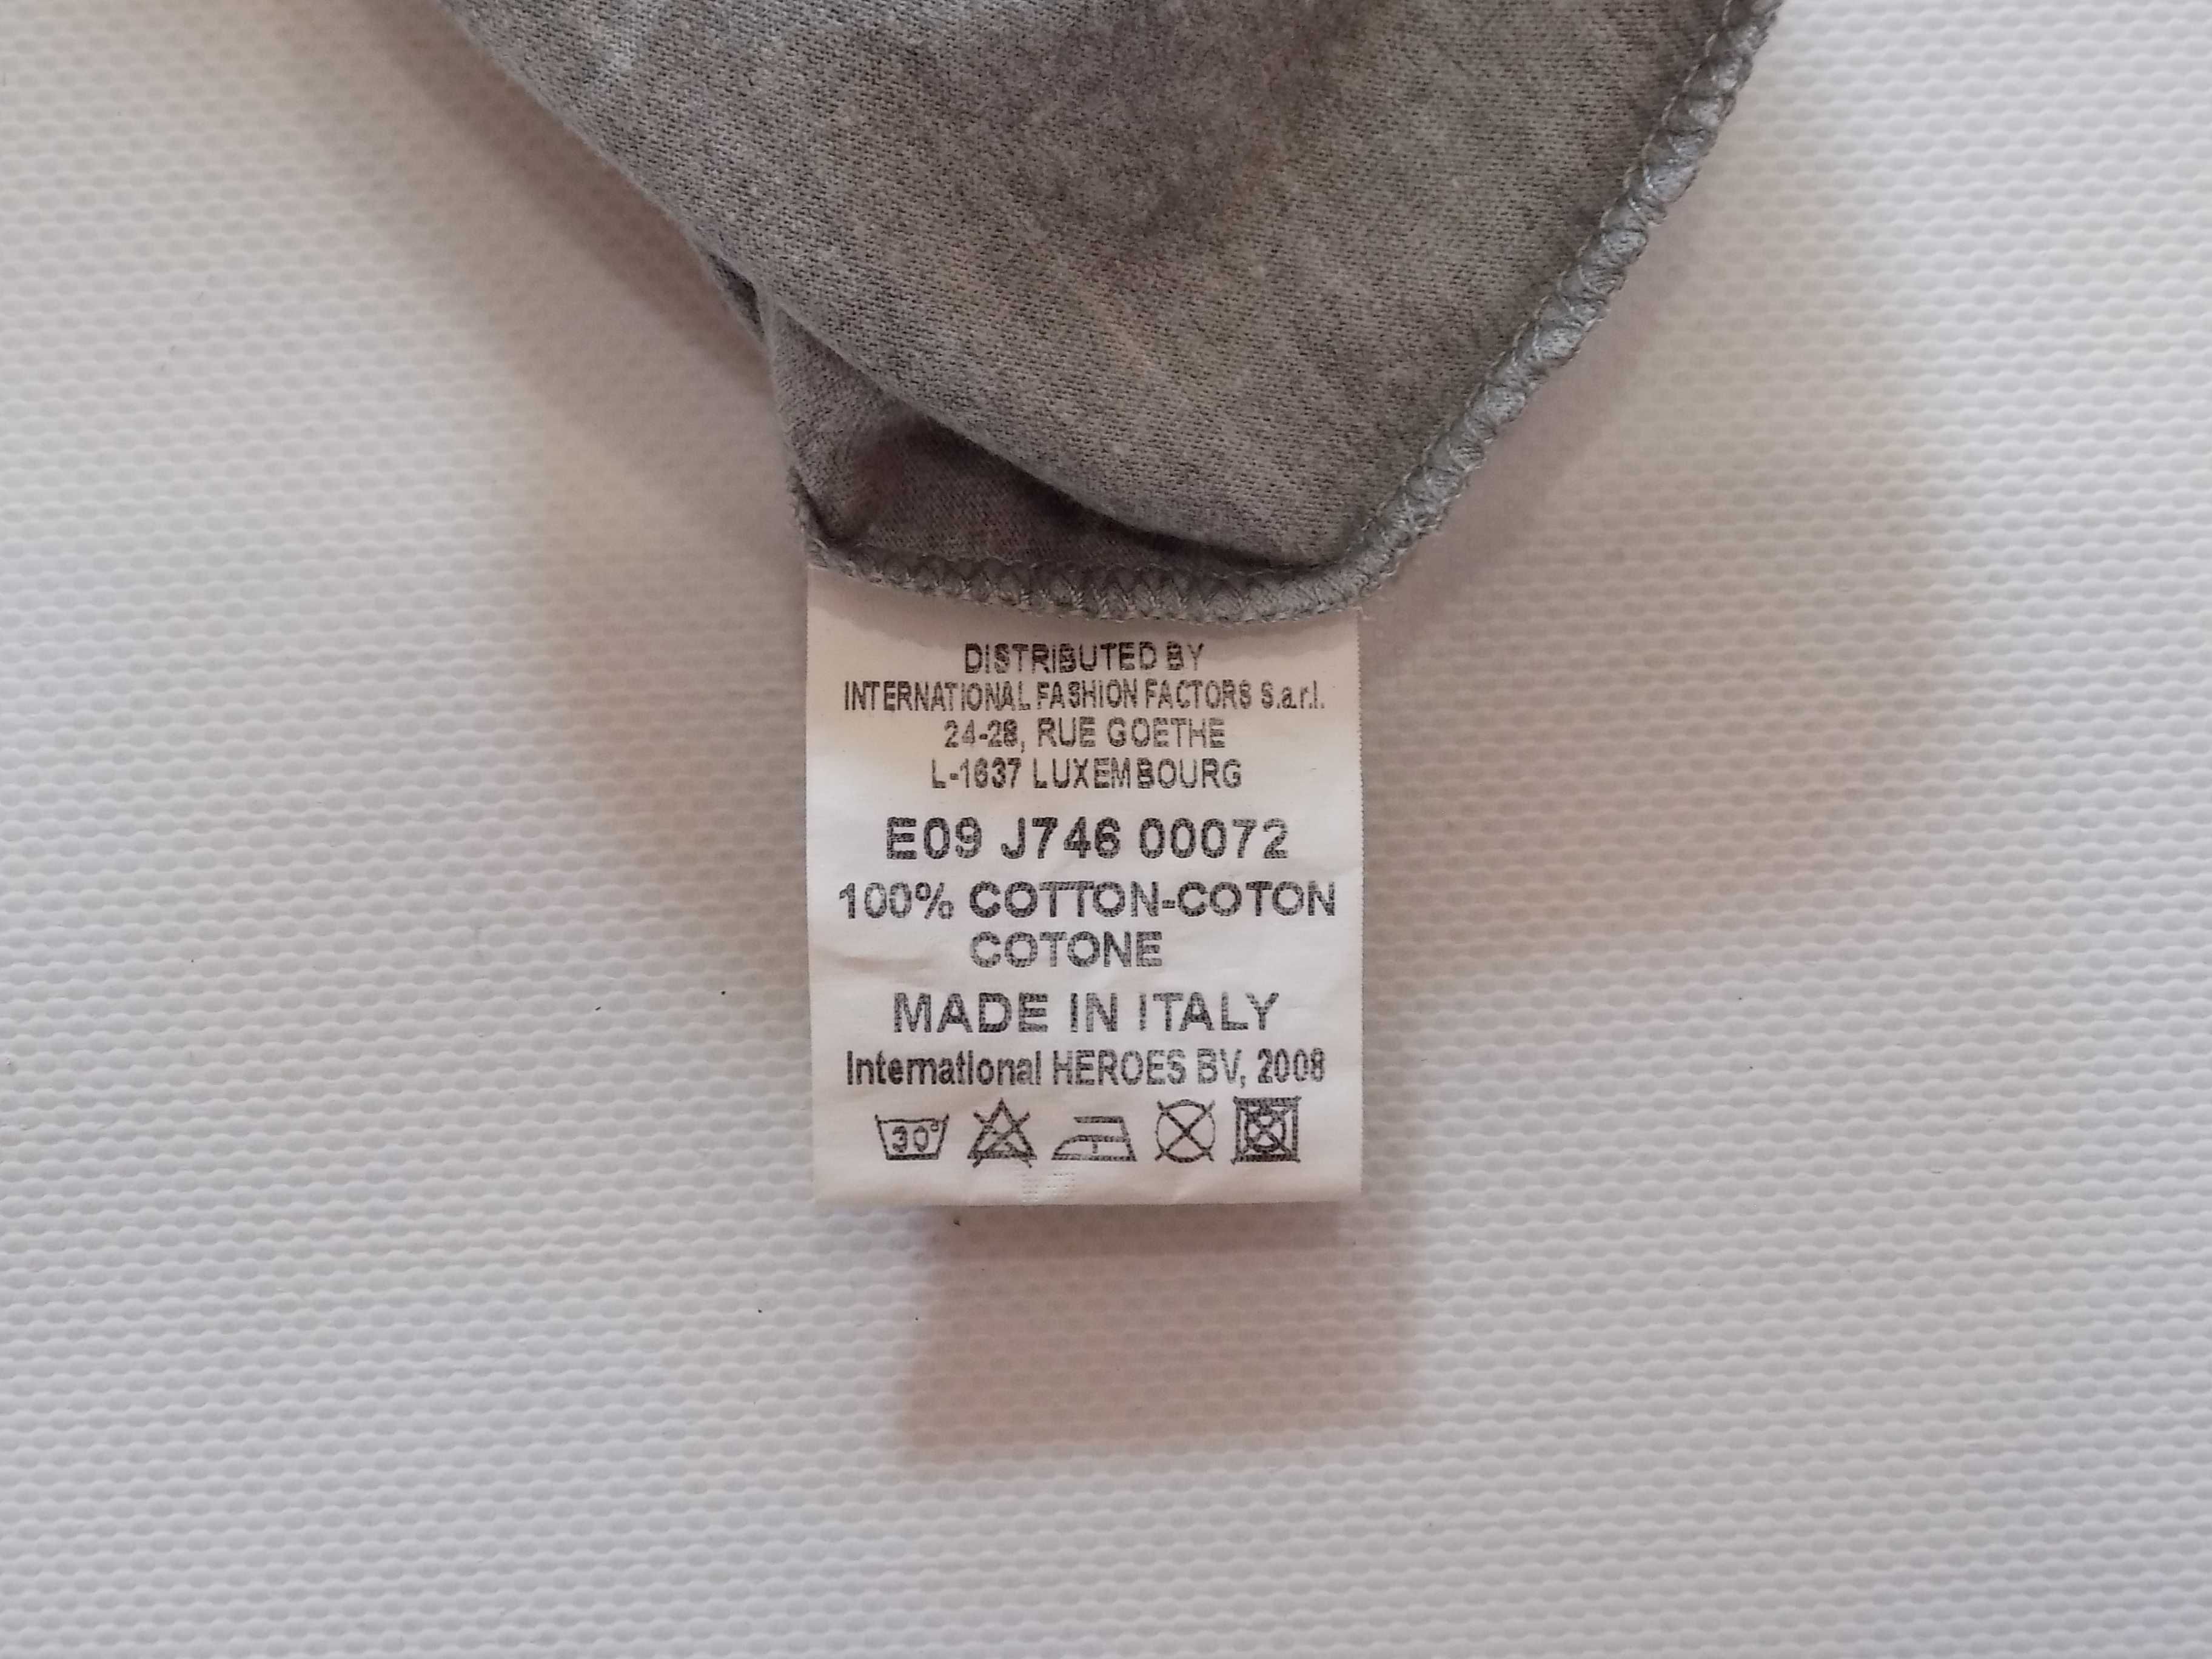 DISTRIBUTED BY
INTERNATIONAL FASHION FACTORS S.a.r.l.
24-28, RUE GOETHE
L-1637 LUXEMBOURG
E09 J746 00072
100% COTTON-COTON
COTONE
MADE IN ITALY
International HEROES BV, 2008
30°